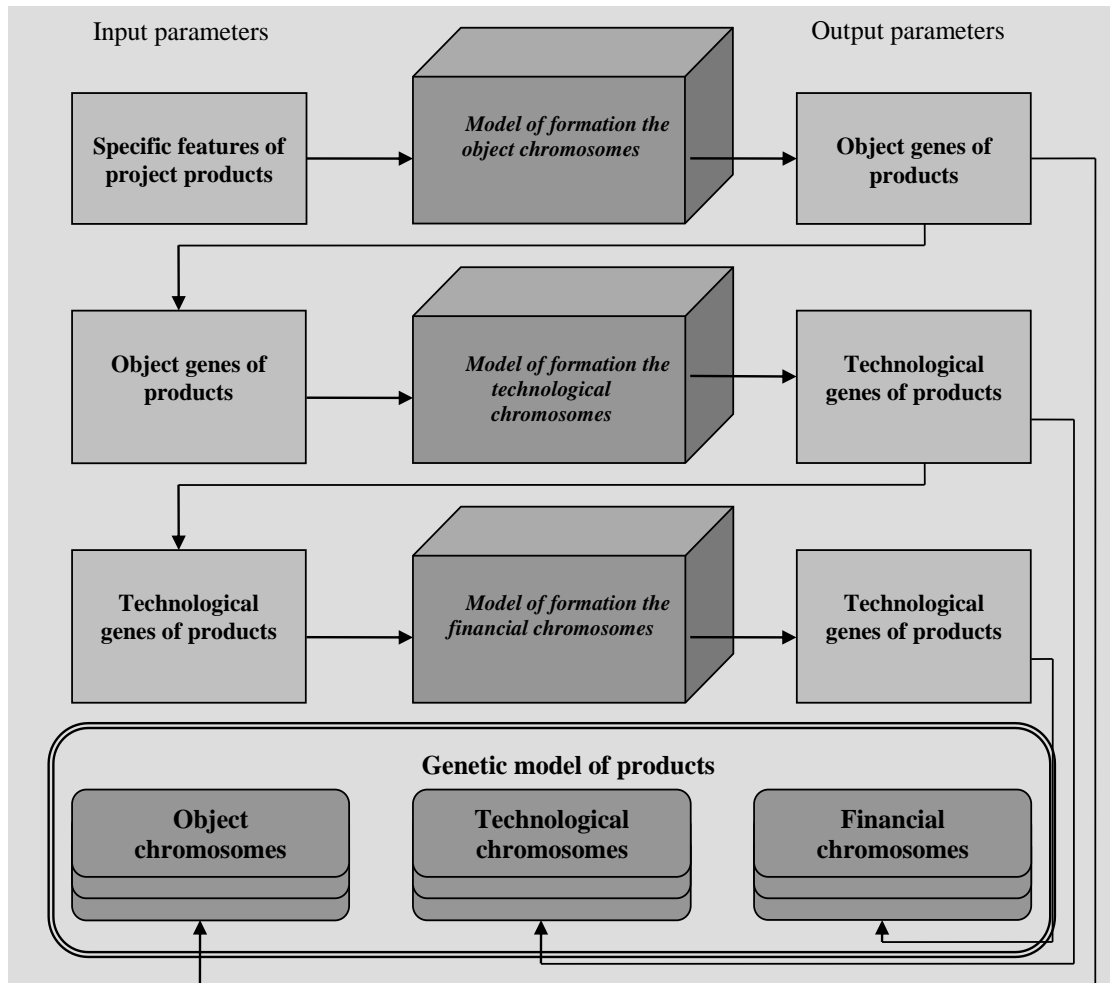 Input parameters
Output parameters
Specific features of
project products
Model of formation the
object chromosomes
Object genes of
products
Object genes of
products
Model of formation the
technological
chromosomes
Technological
genes of products
Technological
genes of products
Model of formation the
financial chromosomes
Technological
genes of products
Genetic model of products
Object
chromosomes
Technological
chromosomes
Financial
chromosomes